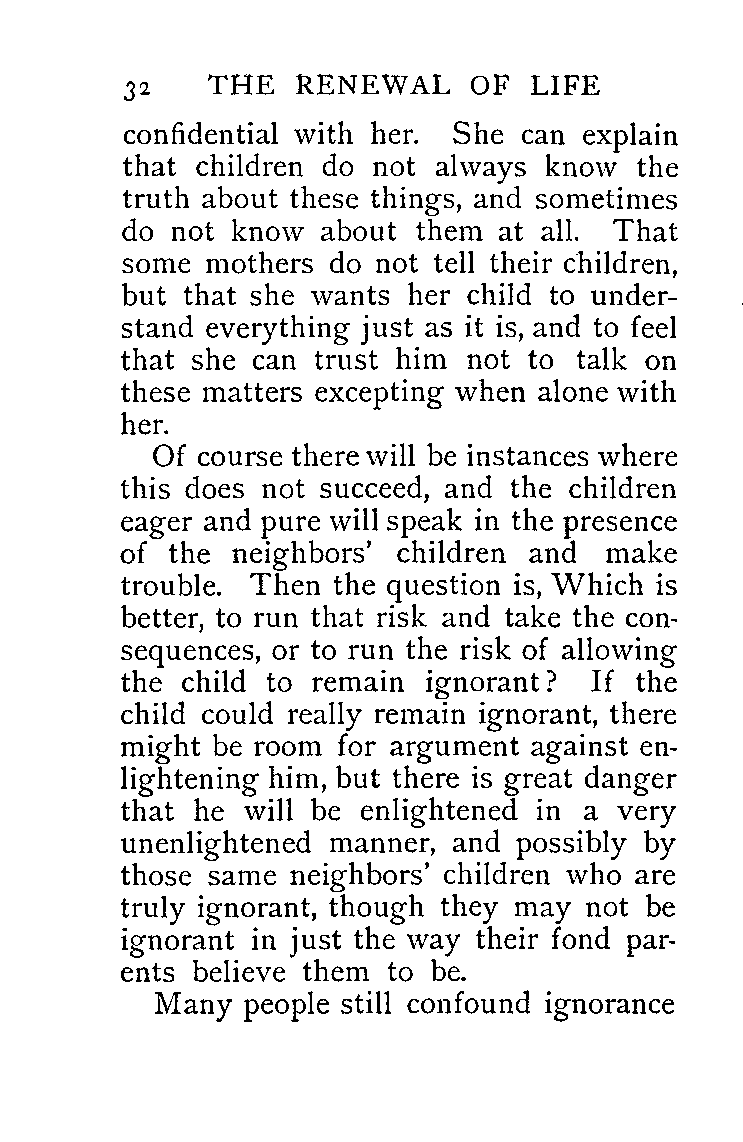 32 THE RENEWAL OF LIFE
confidential with her. She can explain
that children do not always know the
truth about these things, and sometimes
do not know about them at all. That
some mothers do not tell their children,
but that she wants her child to under-
stand everything just as it is, and to feel
that she can trust him not to talk on
these matters excepting when alone with
her.
Of course there will be instances where
this does not succeed, and the children
eager and pure will speak in the presence
of the neighbors' children and make
trouble. Then the question is, Which is
better, to run that risk and take the con-
sequences, or to run the risk of allowing
the child to remain ignorant? If the
child could really remain ignorant, there
might be room for argument against en-
lightening him, but there is great danger
that he will be enlightened in a very
unenlightened manner, and possibly by
those same neighbors' children who are
truly ignorant, though they may not be
ignorant in just the way their fond par-
ents believe them to be.
Many people still confound ignorance